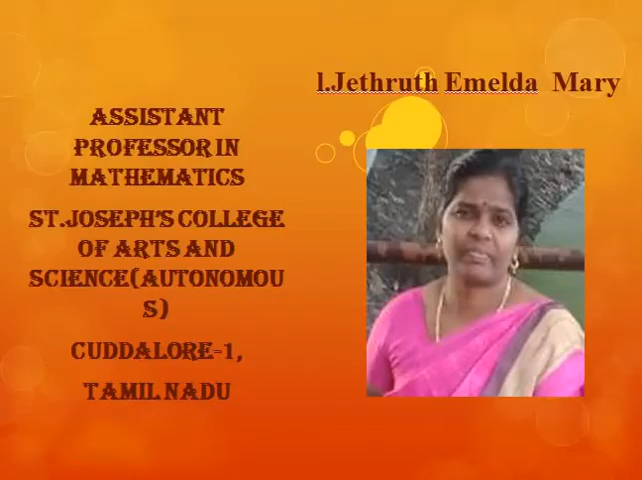 l.Jethruth Emelda Mary
ASSISTANT
PROFESSOR IN
MATHEMATICS
ST.JOSEPH'S COLLEGE
OF ARTS AND
SCIENCE(AUTONOMOU
S)
CUDDALORE-1,
TAMIL NADU